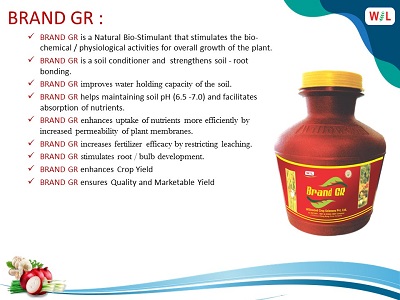 BRAND GR :
W L
✓ BRAND GR is a Natural Bio-Stimulant that stimulates the bio-
chemical / physiological activities for overall growth of the plant.
✓ BRAND GR is a soil conditioner and strengthens soil - root
bonding.
✓ BRAND GR improves water holding capacity of the soil.
✓ BRAND GR helps maintaining soil pH (6.5 -7.0) and facilitates
absorption of nutrients.
✓ BRAND GR enhances uptake of nutrients more efficiently by
increased permeability of plant membranes.
✓ BRAND GR increases fertilizer efficacy by restricting leaching.
✓ BRAND GR stimulates root / bulb development.
✓ BRAND GR enhances Crop Yield
✓ BRAND GR ensures Quality and Marketable Yield
Brand GR